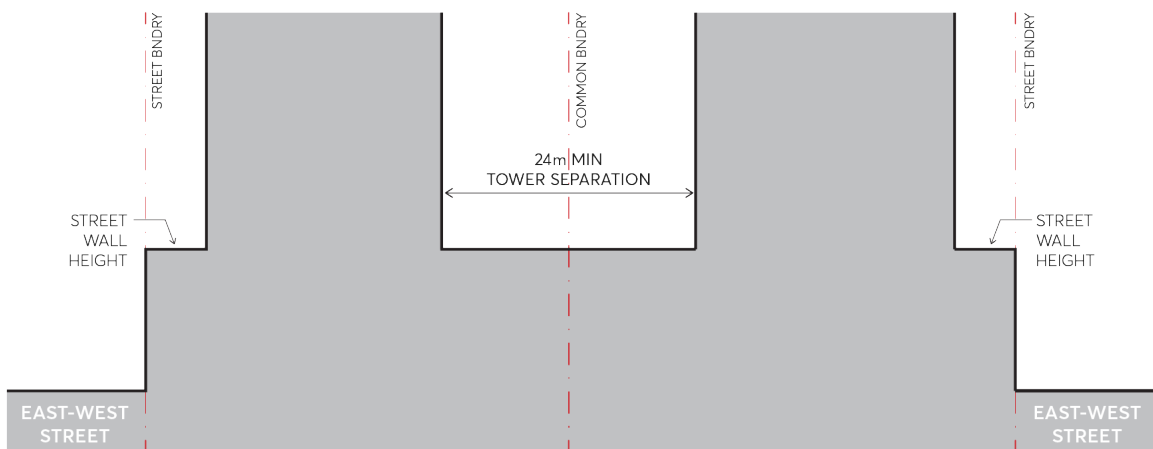 STREET BNDRY
COMMON BNDRY
STREET BNDRY
24m MIN
TOWER SEPARATION
STREET
WALL
HEIGHT
STREET
WALL
HEIGHT
EAST-WEST
STREET
EAST-WEST
STREET